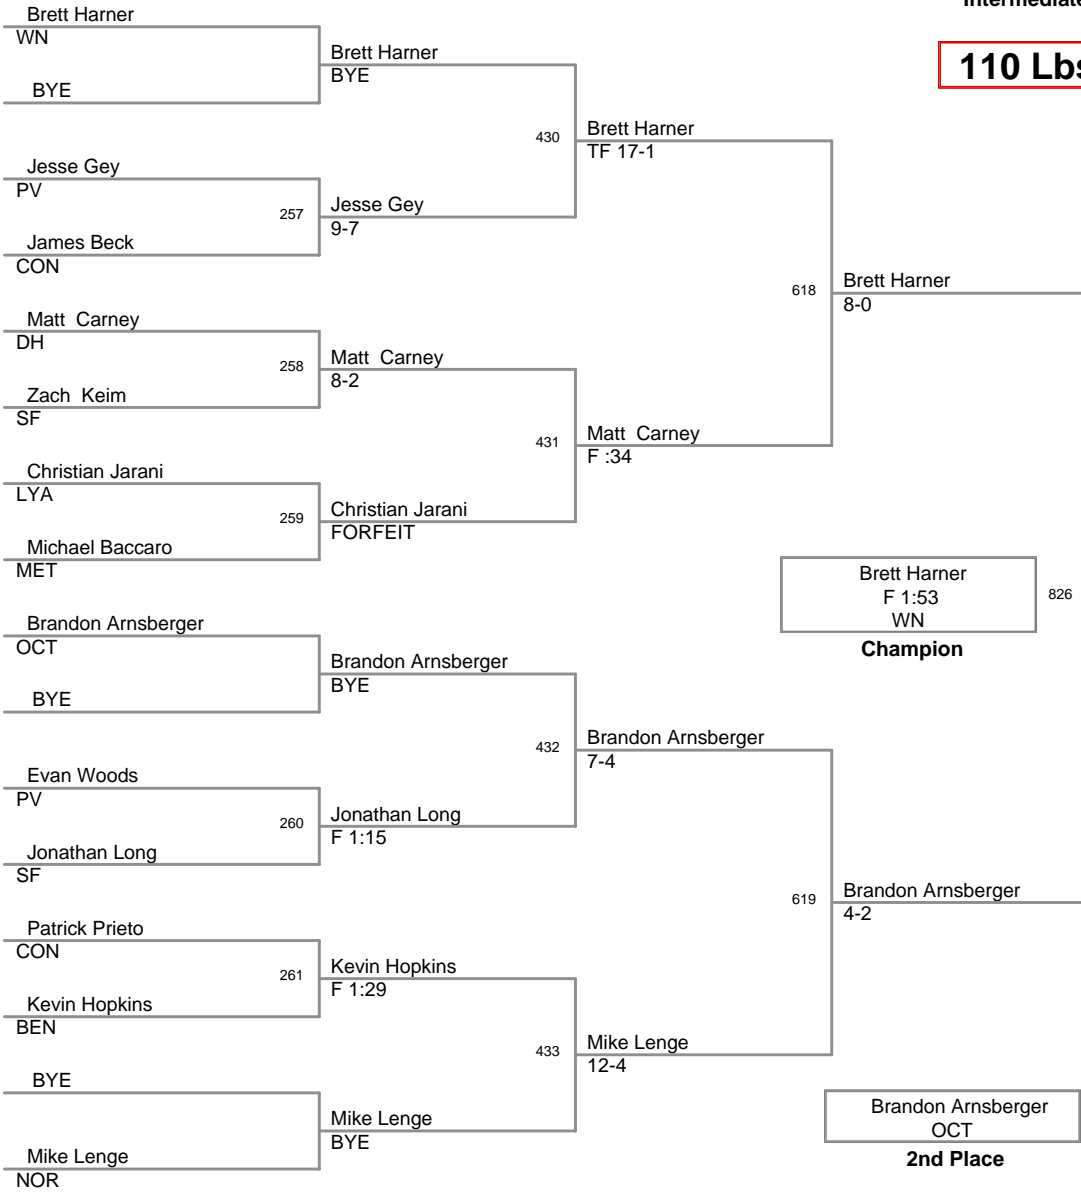 Intermediate
110 Lbs
Brett Harner
WN
BYE
Jesse Gey
PV
James Beck
CON
Matt  Carney
DH
Zach  Keim
SF
Christian Jarani
LYA
Michael Baccaro
MET
Brandon Arnsberger
OCT
BYE
Evan Woods
PV
Jonathan Long
SF
Patrick Prieto
CON
Kevin Hopkins
BEN
BYE
Mike Lenge
NOR
257
258
259
260
261
Brett Harner
BYE
Jesse Gey
9-7
Matt  Carney
8-2
Christian Jarani
FORFEIT
Brandon Arnsberger
BYE
Jonathan Long
F 1:15
Kevin Hopkins
F 1:29
Mike Lenge
BYE
430
431
432
433
Brett Harner
TF 17-1
Matt  Carney
F :34
Brandon Arnsberger
7-4
Mike Lenge
12-4
618
619
Brett Harner
8-0
Brandon Arnsberger
4-2
Brett Harner
F 1:53
WN
826
Champion
Brandon Arnsberger
OCT
2nd Place